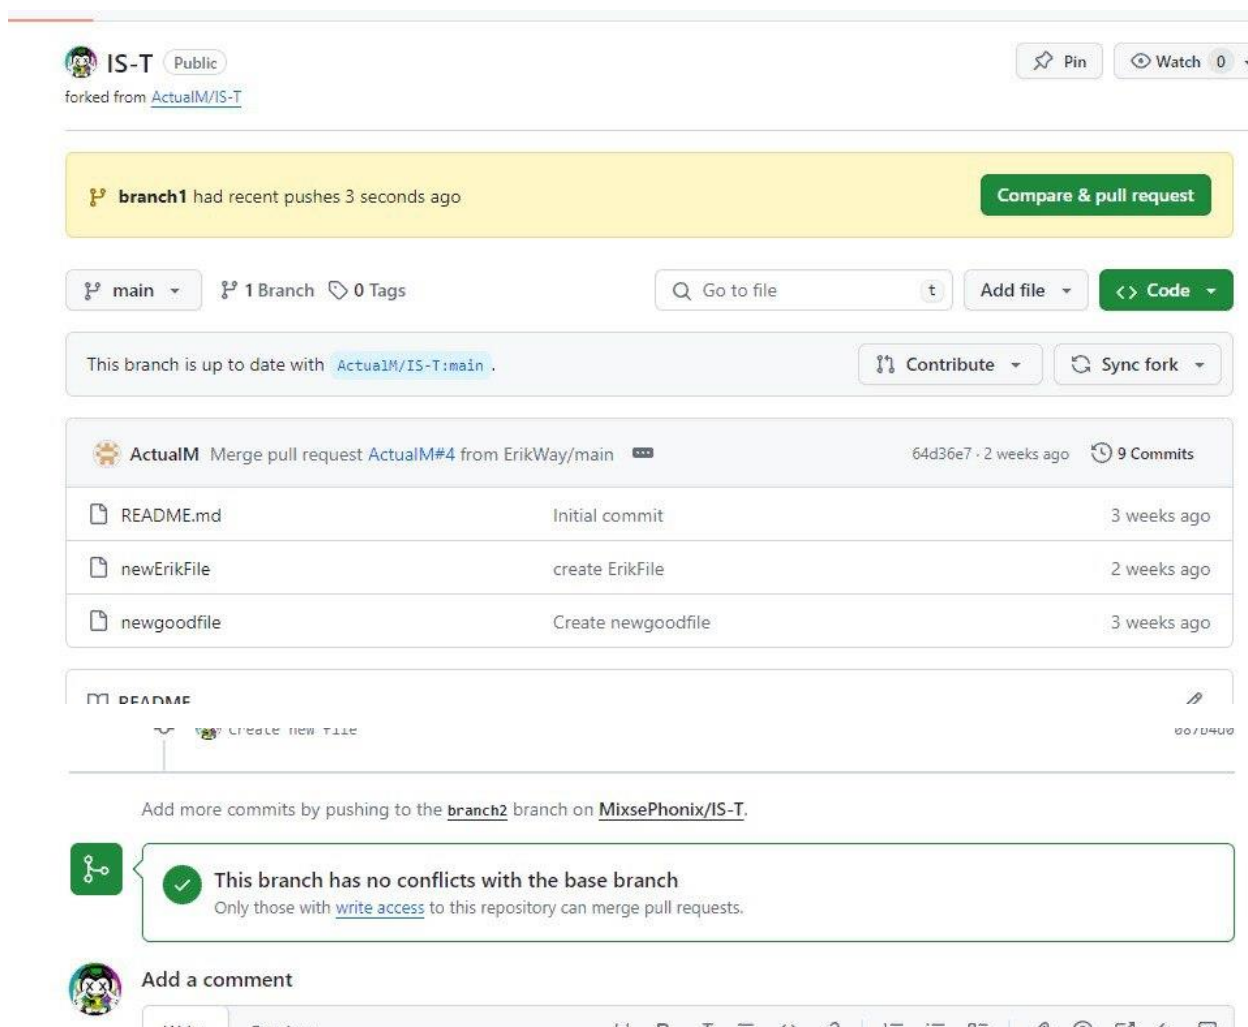 IS-T Public
Pin
Watch 0
forked from ActualM/IS-T
branch1 had recent pushes 3 seconds ago
Compare & pull request
main
1 Branch
0 Tags
Go to file
t
Add file
Code
This branch is up to date with ActualM/IS-T:main.
Contribute
Sync fork
ActualM Merge pull request ActualM#4 from ErikWay/main
64d36e7 · 2 weeks ago
9 Commits
README.md Initial commit 3 weeks ago
newErikFile create ErikFile 2 weeks ago
newgoodfile Create newgoodfile 3 weeks ago
README
create new file
Add more commits by pushing to the branch2 branch on MixsePhonix/IS-T.
This branch has no conflicts with the base branch
Only those with write access to this repository can merge pull requests.
Add a comment